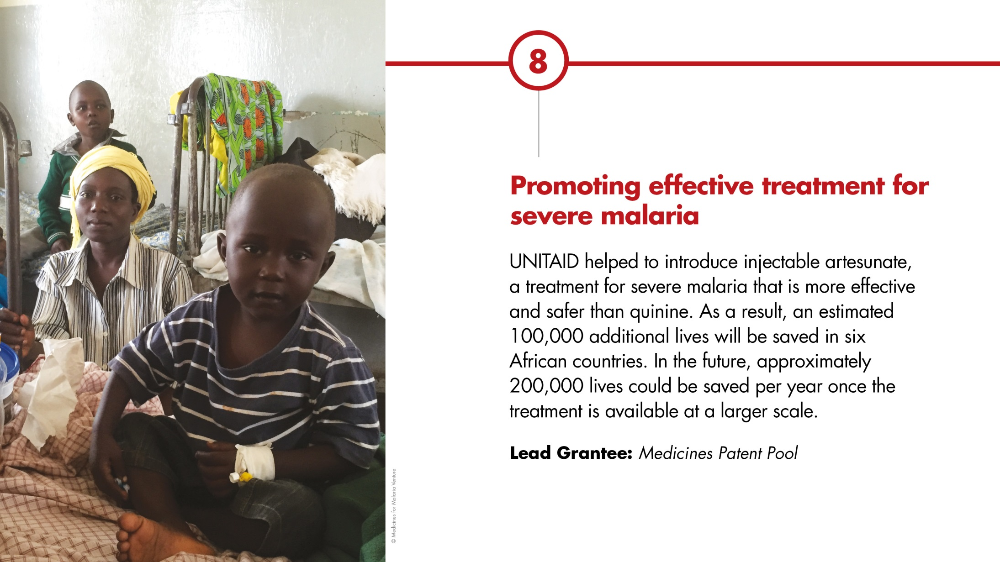 8
Promoting effective treatment for
severe malaria
UNITAID helped to introduce injectable artesunate,
a treatment for severe malaria that is more effective
and safer than quinine. As a result, an estimated
100,000 additional lives will be saved in six
African countries. In the future, approximately
200,000 lives could be saved per year once the
treatment is available at a larger scale.
Lead Grantee: Medicines Patent Pool
© Medicines for Malaria Venture